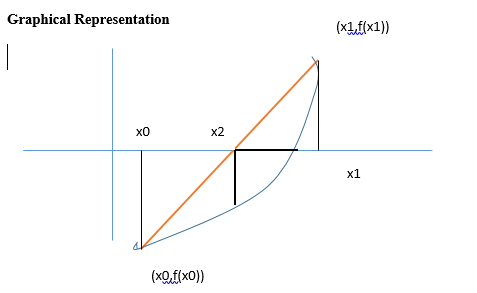 Graphical Representation
(x1,f(x1))
x0
x2
x1
(x0,f(x0))